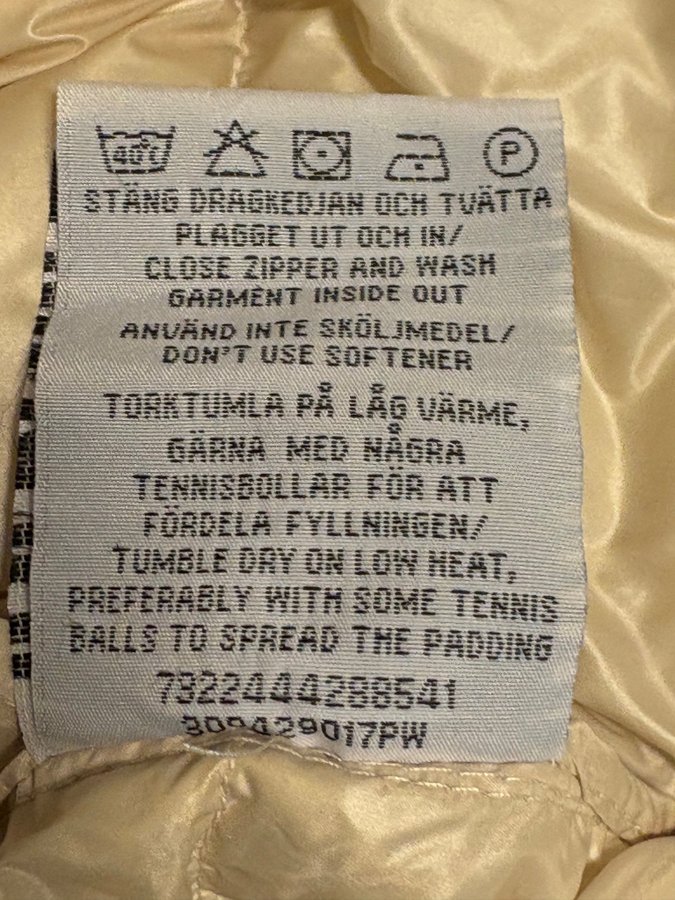 40°C P
STÄNG DRAGKEDJAN OCH TVÄTTA
PLAGGET UT OCH IN/
CLOSE ZIPPER AND WASH
GARMENT INSIDE OUT
ANVÄND INTE SKÖLJMEDEL/
DON'T USE SOFTENER
TORKTUMLA PÅ LÅG VÄRME,
GÄRNA MED NÅGRA
TENNISBOLLAR FÖR ATT
FÖRDELA FYLLNINGEN/
TUMBLE DRY ON LOW HEAT,
PREFERABLY WITH SOME TENNIS
BALLS TO SPREAD THE PADDING
7322444288541